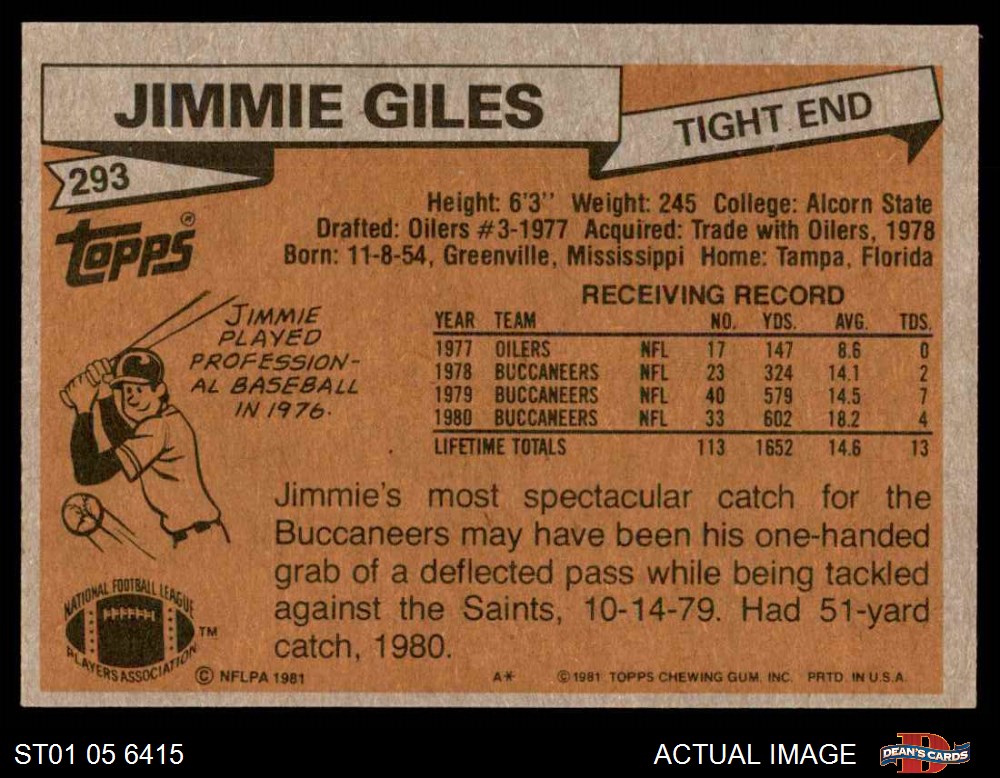 JIMMIE GILES
TIGHT END
293
Topps®
Height: 6'3'' Weight: 245 College: Alcorn State
Drafted: Oilers #3-1977 Acquired: Trade with Oilers, 1978
Born: 11-8-54, Greenville, Mississippi Home: Tampa, Florida
JIMMIE
PLAYED
PROFESSION-
AL BASEBALL
IN 1976.
RECEIVING RECORD
YEAR TEAM NO. YDS. AVG. TDS.
1977 OILERS NFL 17 147 8.6 0
1978 BUCCANEERS NFL 23 324 14.1 2
1979 BUCCANEERS NFL 40 579 14.5 7
1980 BUCCANEERS NFL 33 602 18.2 4
LIFETIME TOTALS 113 1652 14.6 13
Jimmie's most spectacular catch for the
Buccaneers may have been his one-handed
grab of a deflected pass while being tackled
against the Saints, 10-14-79. Had 51-yard
catch, 1980.
NATIONAL FOOTBALL LEAGUE
PLAYERS ASSOCIATION
TM
© NFLPA 1981 A* ©1981 TOPPS CHEWING GUM, INC. PRTD. IN U.S.A.
ST01 05 6415
ACTUAL IMAGE
D
DEAN'S CARDS